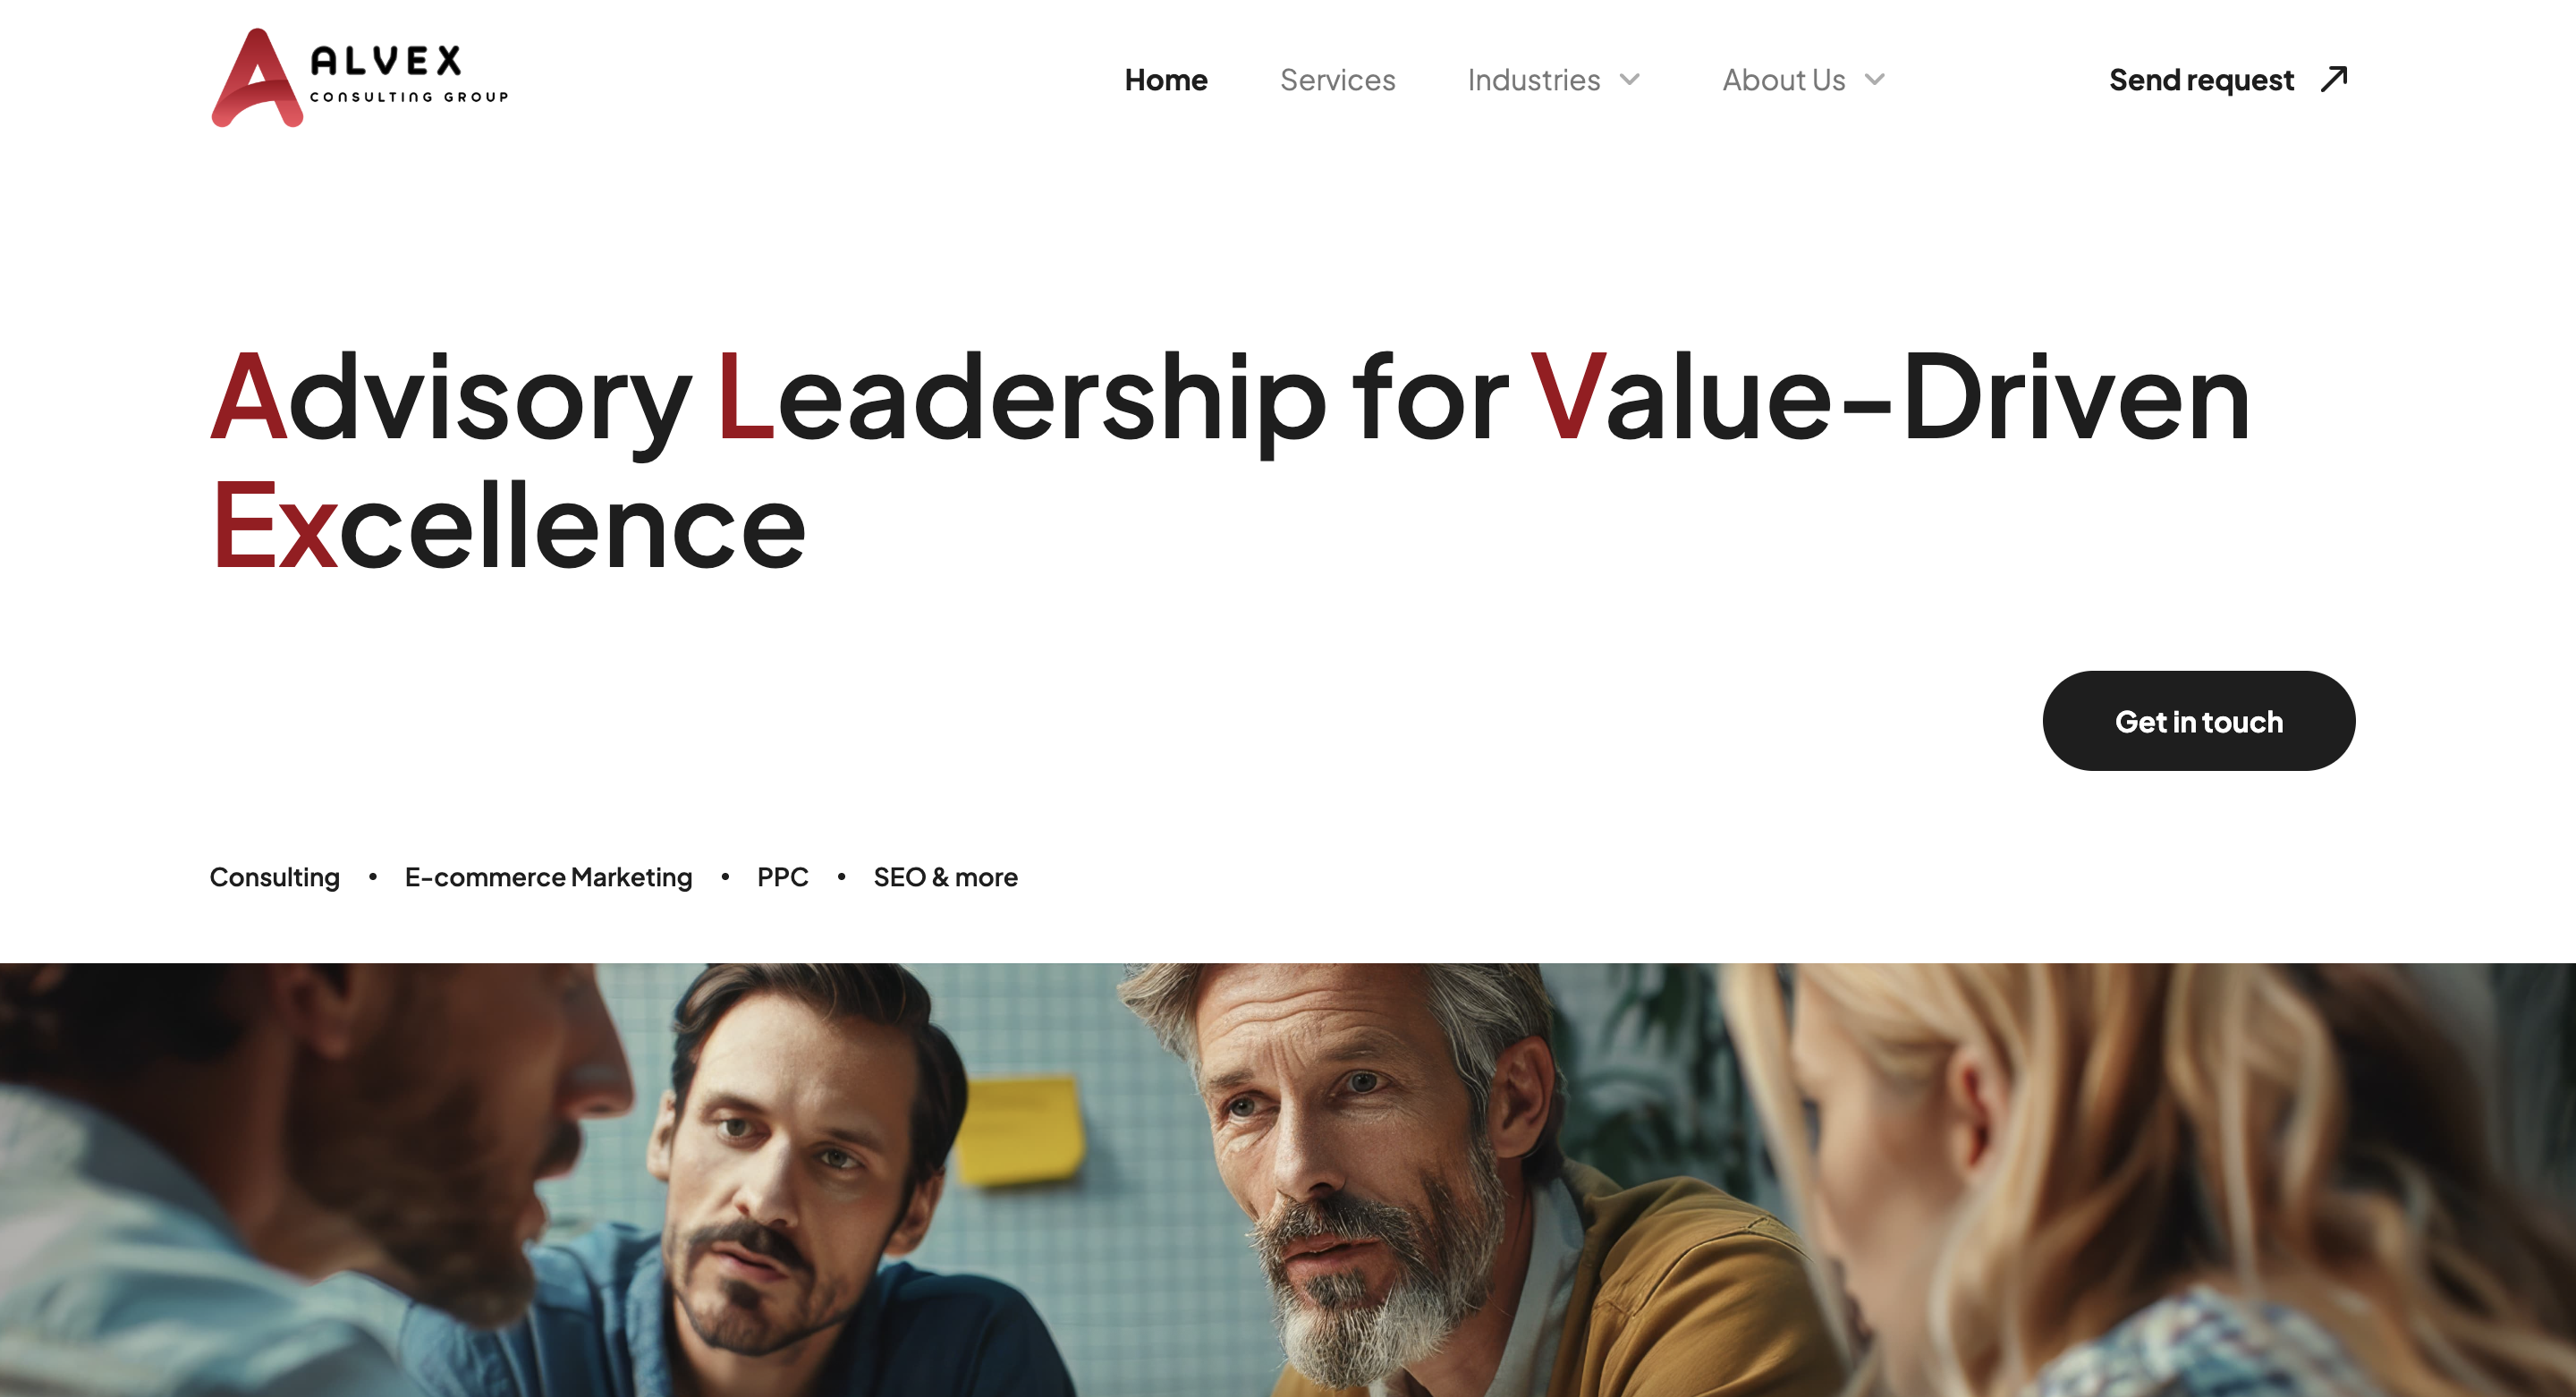 ALVEX
CONSULTING GROUP
Home Services Industries About Us Send request
Advisory Leadership for Value-Driven
Excellence
Get in touch
Consulting • E-commerce Marketing • PPC • SEO & more